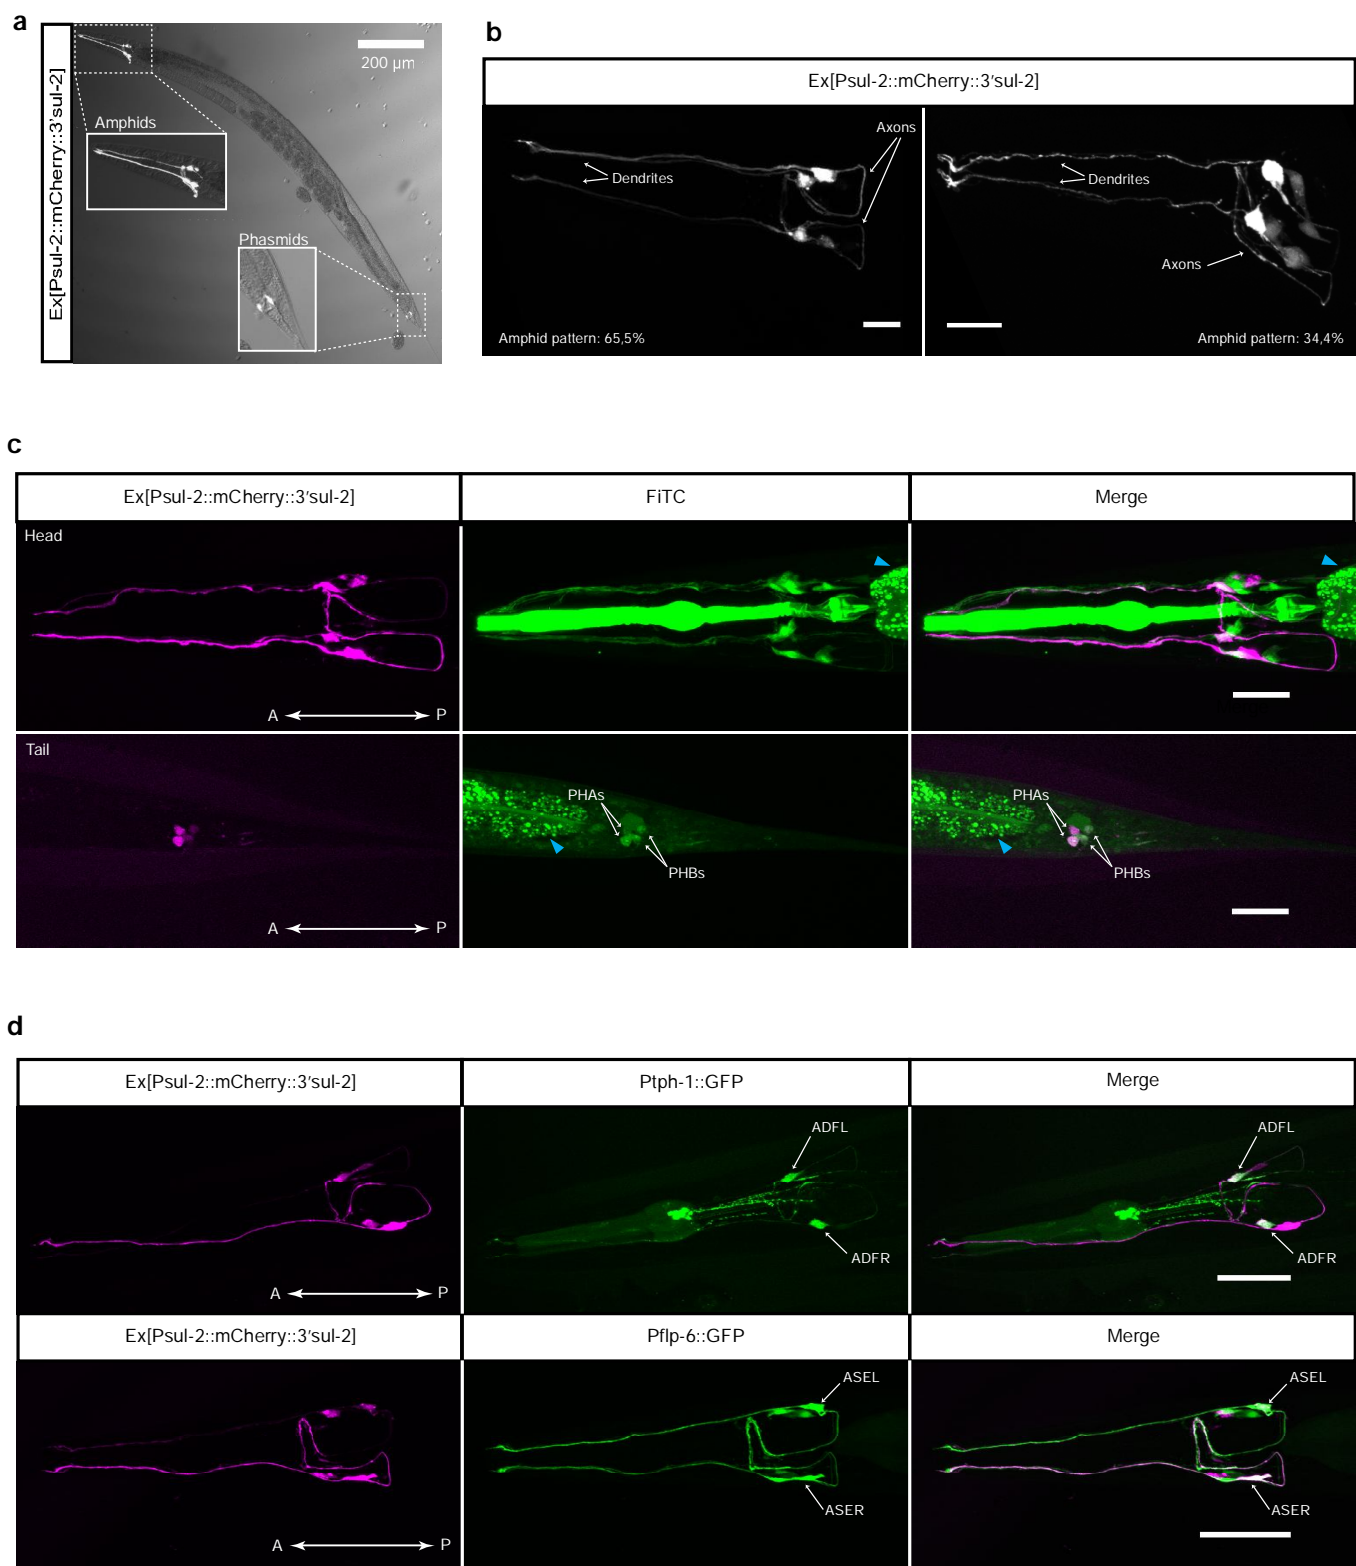 a
Ex[Psul-2::mCherry::3'sul-2]
200 µm
Amphids
Phasmids
b
Ex[Psul-2::mCherry::3'sul-2]
Axons
Dendrites
Amphid pattern: 65,5%
Dendrites
Axons
Amphid pattern: 34,4%
c
Ex[Psul-2::mCherry::3'sul-2]
FiTC
Merge
Head
A
P
Tail
A
P
PHAs
PHBs
PHAs
PHBs
d
Ex[Psul-2::mCherry::3'sul-2]
Ptph-1::GFP
Merge
A
P
ADFL
ADFR
ADFL
ADFR
Ex[Psul-2::mCherry::3'sul-2]
Pflp-6::GFP
Merge
A
P
ASEL
ASER
ASEL
ASER